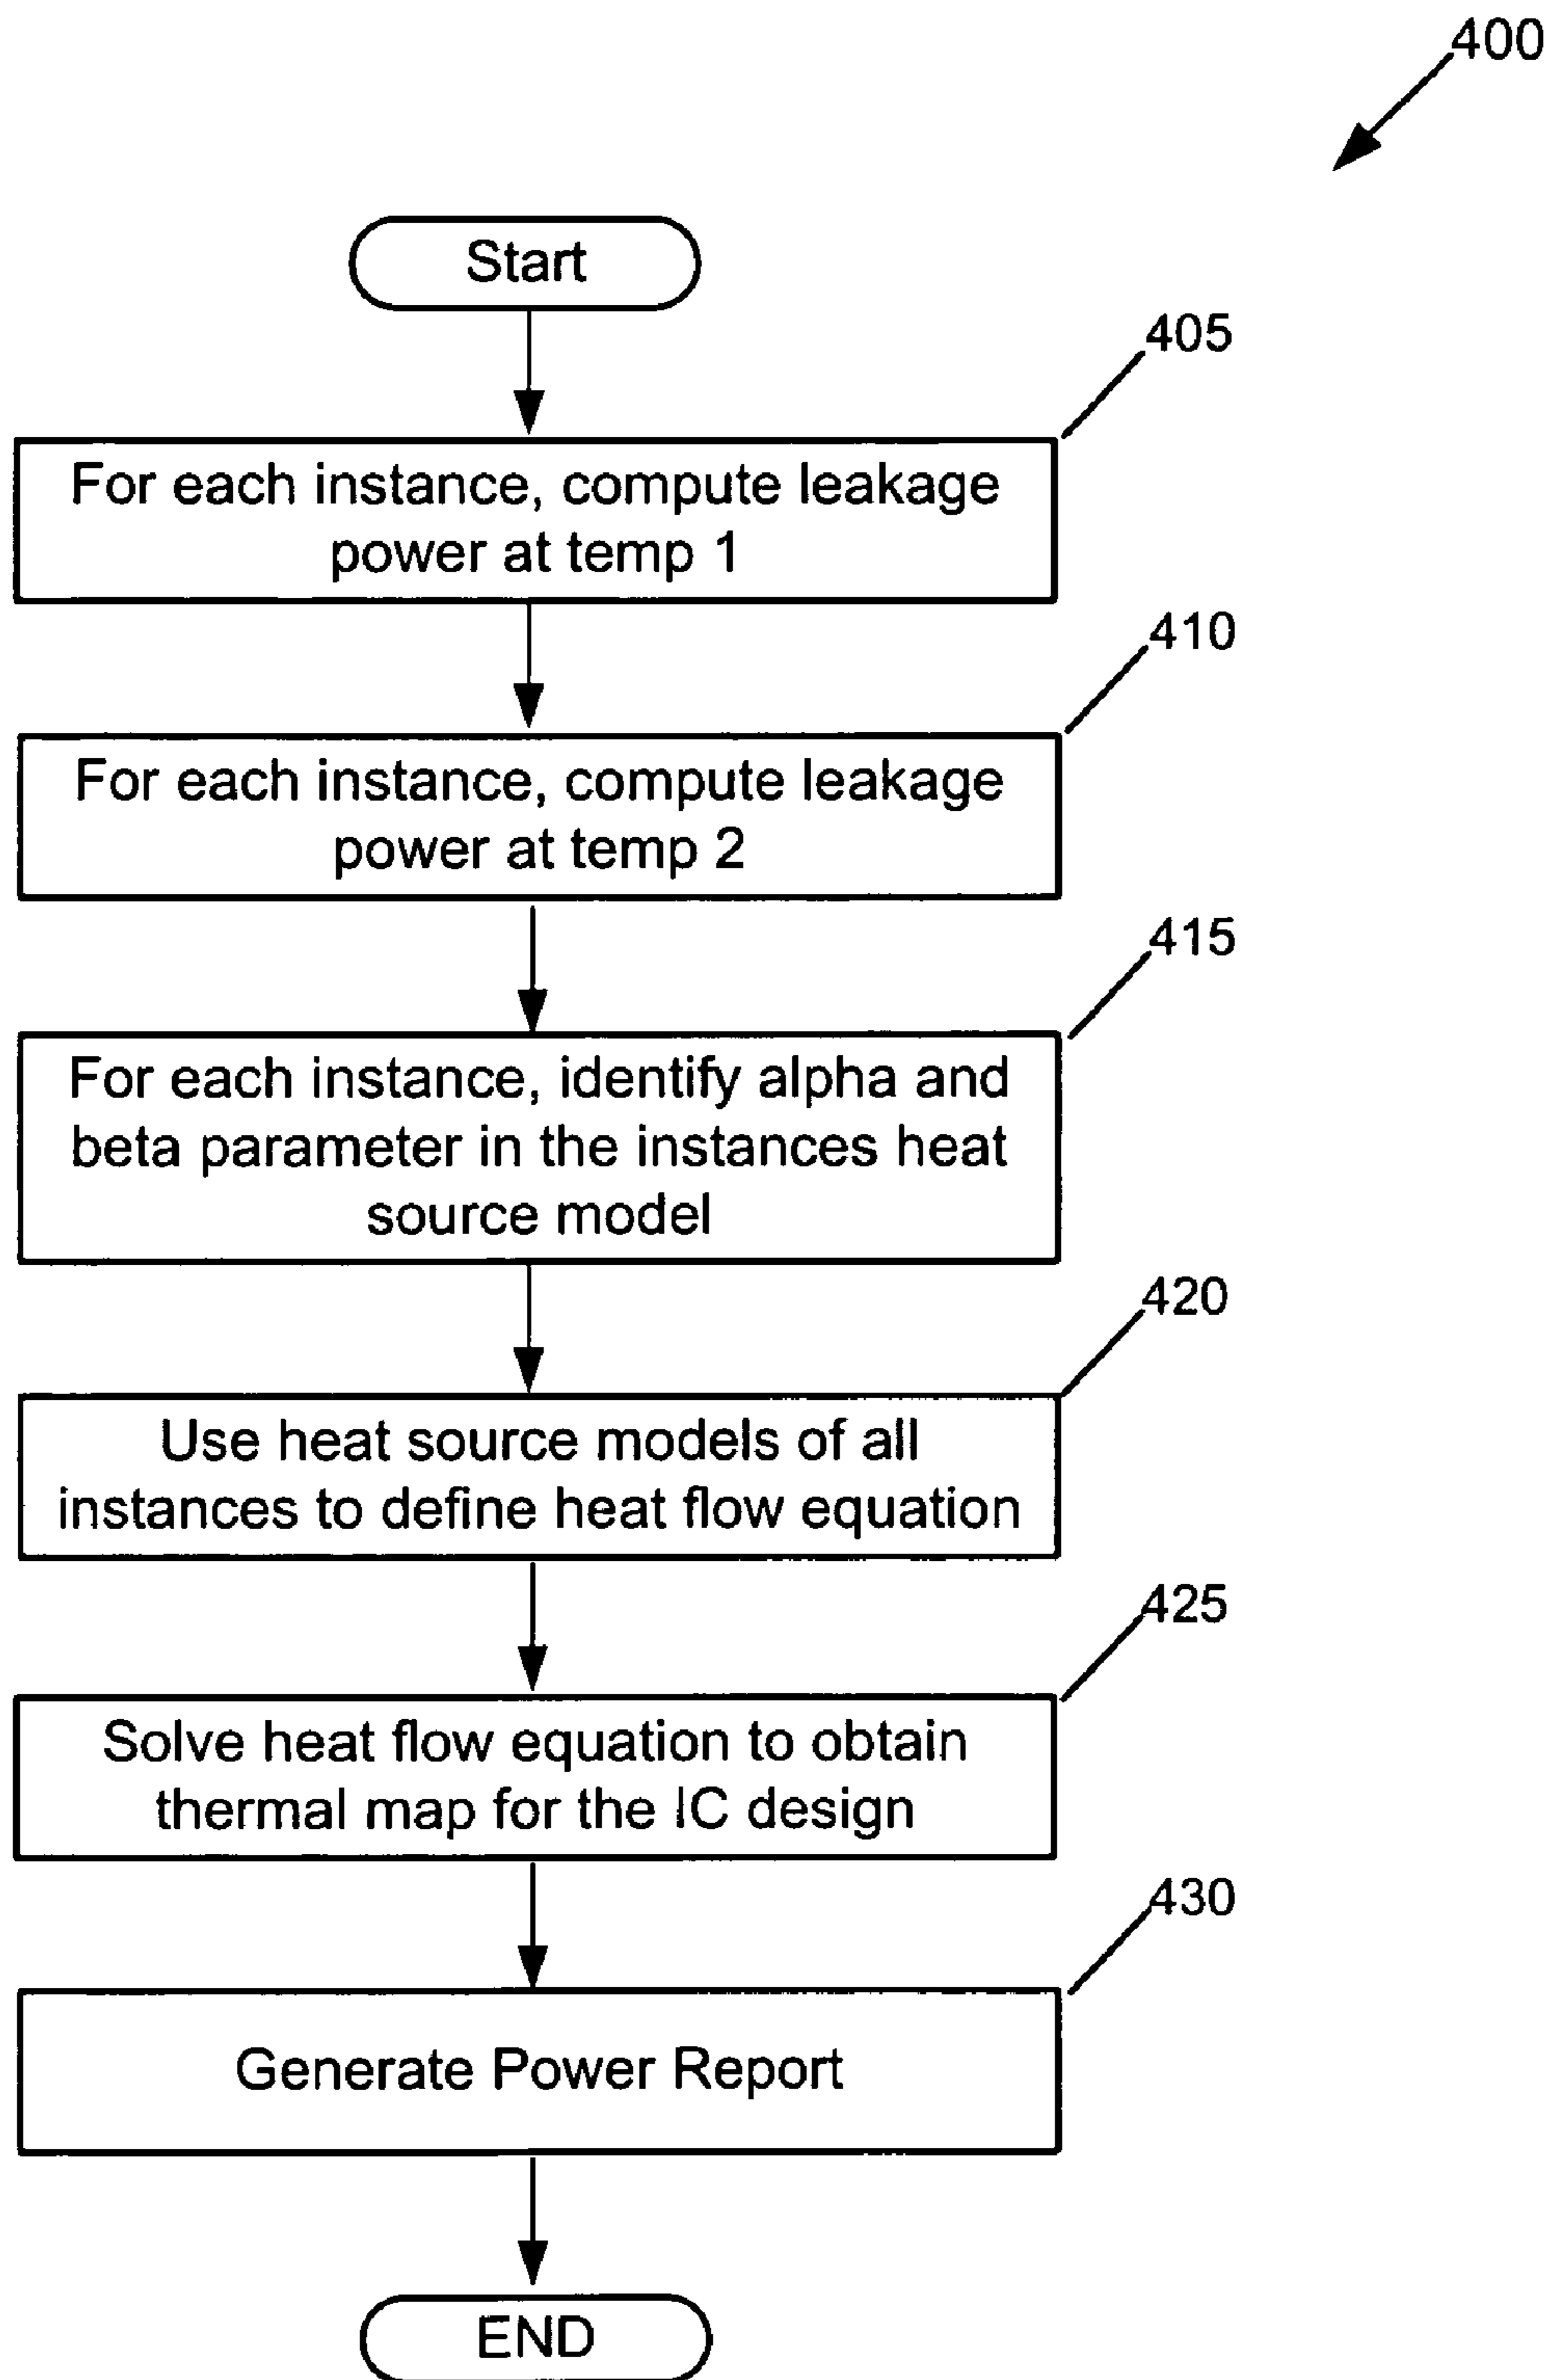 400
Start
405
For each instance, compute leakage
power at temp 1
410
For each instance, compute leakage
power at temp 2
415
For each instance, identify alpha and
beta parameter in the instances heat
source model
420
Use heat source models of all
instances to define heat flow equation
425
Solve heat flow equation to obtain
thermal map for the IC design
430
Generate Power Report
END